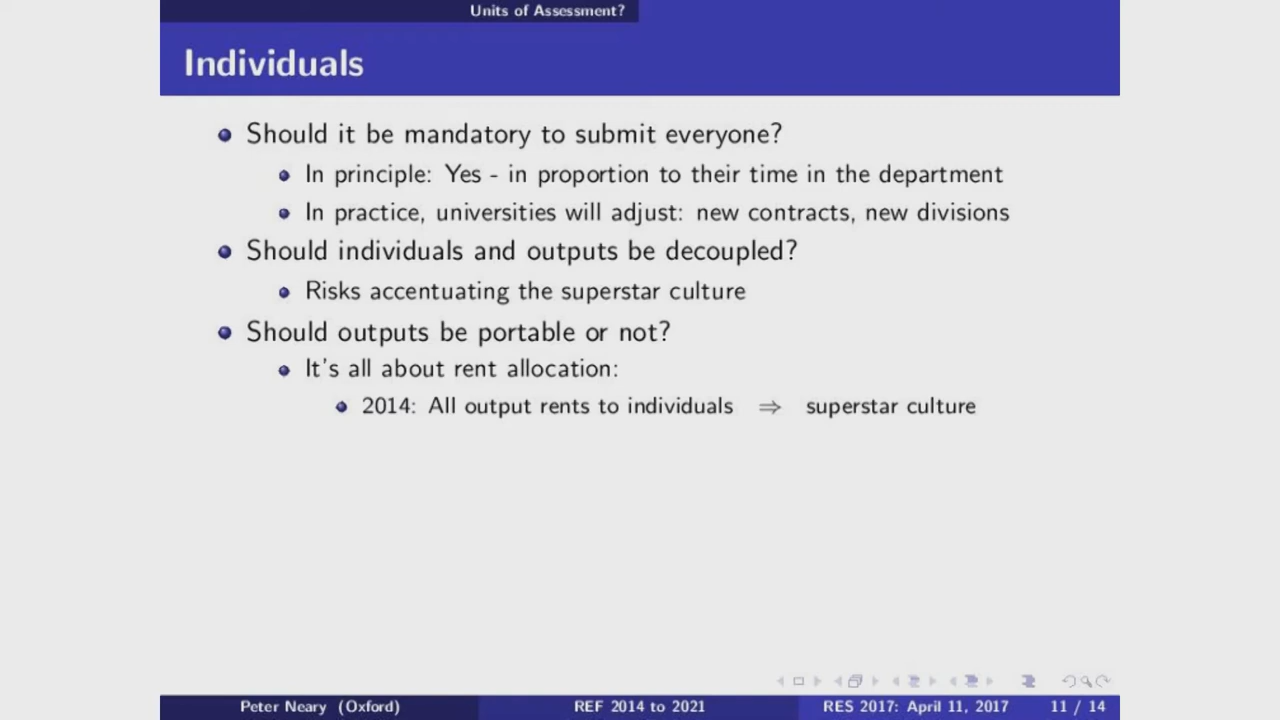 Units of Assessment?
Individuals
Should it be mandatory to submit everyone?
In principle: Yes - in proportion to their time in the department
In practice, universities will adjust: new contracts, new divisions
Should individuals and outputs be decoupled?
Risks accentuating the superstar culture
Should outputs be portable or not?
It's all about rent allocation:
2014: All output rents to individuals ⇒ superstar culture
Peter Neary (Oxford) REF 2014 to 2021 RES 2017: April 11, 2017 11 / 14